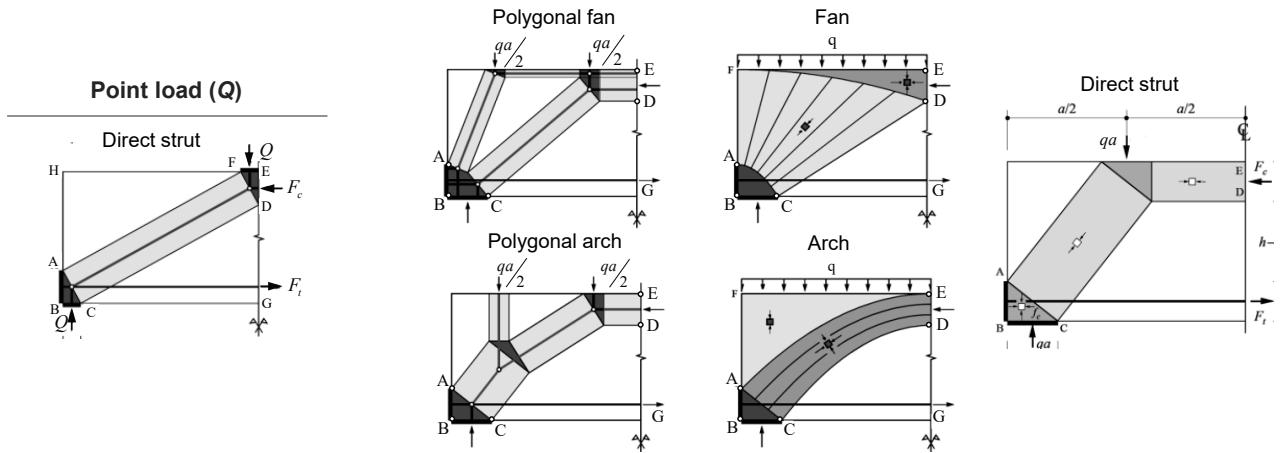 Point load (Q)
Direct strut
H
F
Q
E
F_c
D
A
F_t
B
C
G
Q
Polygonal fan
qa/2
qa/2
E
D
A
G
B
C
Fan
q
F
E
D
A
G
B
C
Polygonal arch
qa/2
qa/2
E
D
A
G
B
C
Arch
q
F
E
D
A
G
B
C
Direct strut
a/2
a/2
qa
℄
E
F_c
D
h-
A
f_c
F_t
B
C
qa